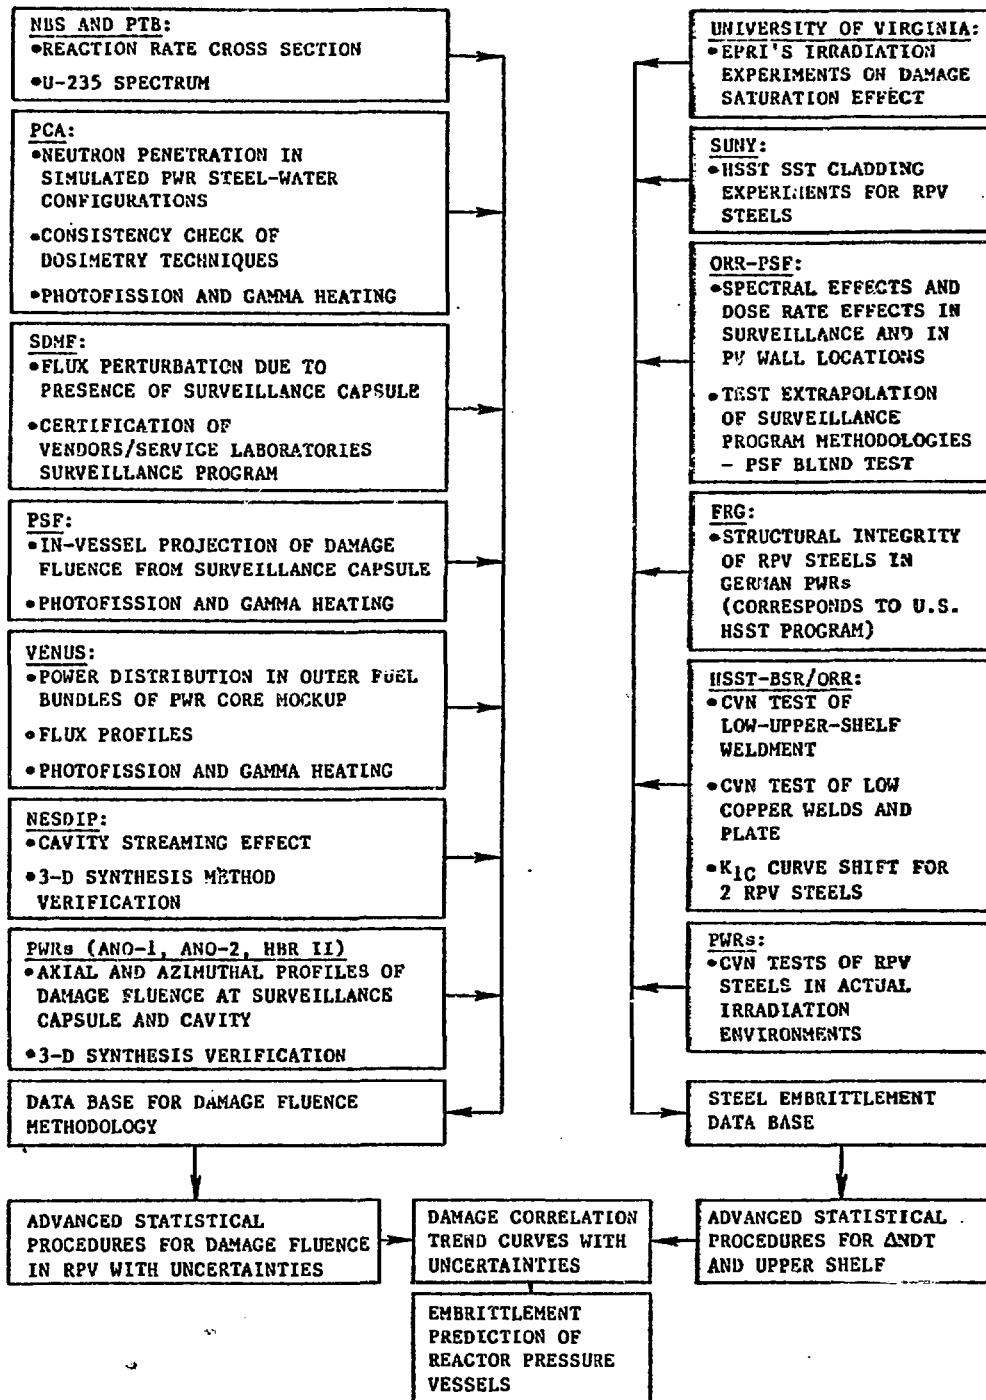 NBS AND PTB:
•REACTION RATE CROSS SECTION
•U-235 SPECTRUM
PCA:
•NEUTRON PENETRATION IN
SIMULATED PWR STEEL-WATER
CONFIGURATIONS
•CONSISTENCY CHECK OF
DOSIMETRY TECHNIQUES
•PHOTOFISSION AND GAMMA HEATING
SDMF:
•FLUX PERTURBATION DUE TO
PRESENCE OF SURVEILLANCE CAPSULE
•CERTIFICATION OF
VENDORS/SERVICE LABORATORIES
SURVEILLANCE PROGRAM
PSF:
•IN-VESSEL PROJECTION OF DAMAGE
FLUENCE FROM SURVEILLANCE CAPSULE
•PHOTOFISSION AND GAMMA HEATING
VENUS:
•POWER DISTRIBUTION IN OUTER FUEL
BUNDLES OF PWR CORE MOCKUP
•FLUX PROFILES
•PHOTOFISSION AND GAMMA HEATING
NESDIP:
•CAVITY STREAMING EFFECT
•3-D SYNTHESIS METHOD
VERIFICATION
PWRs (ANO-1, ANO-2, HBR II)
•AXIAL AND AZIMUTHAL PROFILES OF
DAMAGE FLUENCE AT SURVEILLANCE
CAPSULE AND CAVITY
•3-D SYNTHESIS VERIFICATION
DATA BASE FOR DAMAGE FLUENCE
METHODOLOGY
UNIVERSITY OF VIRGINIA:
•EPRI'S IRRADIATION
EXPERIMENTS ON DAMAGE
SATURATION EFFECT
SUNY:
•HSST SST CLADDING
EXPERIMENTS FOR RPV
STEELS
ORR-PSF:
•SPECTRAL EFFECTS AND
DOSE RATE EFFECTS IN
SURVEILLANCE AND IN
PV WALL LOCATIONS
•TEST EXTRAPOLATION
OF SURVEILLANCE
PROGRAM METHODOLOGIES
– PSF BLIND TEST
FRG:
•STRUCTURAL INTEGRITY
OF RPV STEELS IN
GERMAN PWRs
(CORRESPONDS TO U.S.
HSST PROGRAM)
HSST-BSR/ORR:
•CVN TEST OF
LOW-UPPER-SHELF
WELDMENT
•CVN TEST OF LOW
COPPER WELDS AND
PLATE
•K1C CURVE SHIFT FOR
2 RPV STEELS
PWRs:
•CVN TESTS OF RPV
STEELS IN ACTUAL
IRRADIATION
ENVIRONMENTS
STEEL EMBRITTLEMENT
DATA BASE
ADVANCED STATISTICAL
PROCEDURES FOR DAMAGE FLUENCE
IN RPV WITH UNCERTAINTIES
DAMAGE CORRELATION
TREND CURVES WITH
UNCERTAINTIES
ADVANCED STATISTICAL
PROCEDURES FOR ΔNDT
AND UPPER SHELF
EMBRITTLEMENT
PREDICTION OF
REACTOR PRESSURE
VESSELS